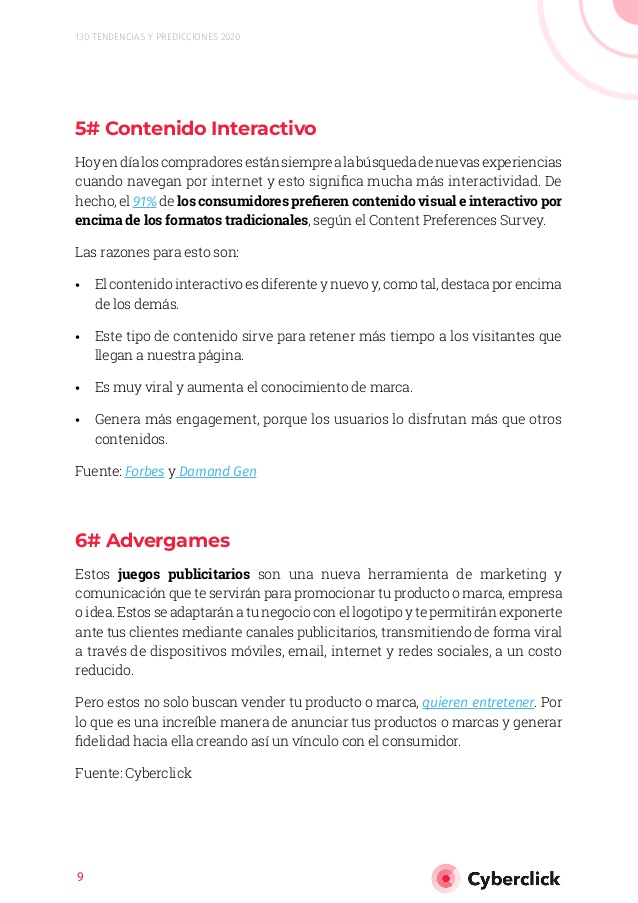 130 TENDENCIAS Y PREDICCIONES 2020
5# Contenido Interactivo
Hoy en día los compradores están siempre a la búsqueda de nuevas experiencias
cuando navegan por internet y esto significa mucha más interactividad. De
hecho, el 91% de los consumidores prefieren contenido visual e interactivo por
encima de los formatos tradicionales, según el Content Preferences Survey.
Las razones para esto son:
• El contenido interactivo es diferente y nuevo y, como tal, destaca por encima
de los demás.
• Este tipo de contenido sirve para retener más tiempo a los visitantes que
llegan a nuestra página.
• Es muy viral y aumenta el conocimiento de marca.
• Genera más engagement, porque los usuarios lo disfrutan más que otros
contenidos.
Fuente: Forbes y Damand Gen
6# Advergames
Estos juegos publicitarios son una nueva herramienta de marketing y
comunicación que te servirán para promocionar tu producto o marca, empresa
o idea. Estos se adaptarán a tu negocio con el logotipo y te permitirán exponerte
ante tus clientes mediante canales publicitarios, transmitiendo de forma viral
a través de dispositivos móviles, email, internet y redes sociales, a un costo
reducido.
Pero estos no solo buscan vender tu producto o marca, quieren entretener. Por
lo que es una increíble manera de anunciar tus productos o marcas y generar
fidelidad hacia ella creando así un vínculo con el consumidor.
Fuente: Cyberclick
9
Cyberclick